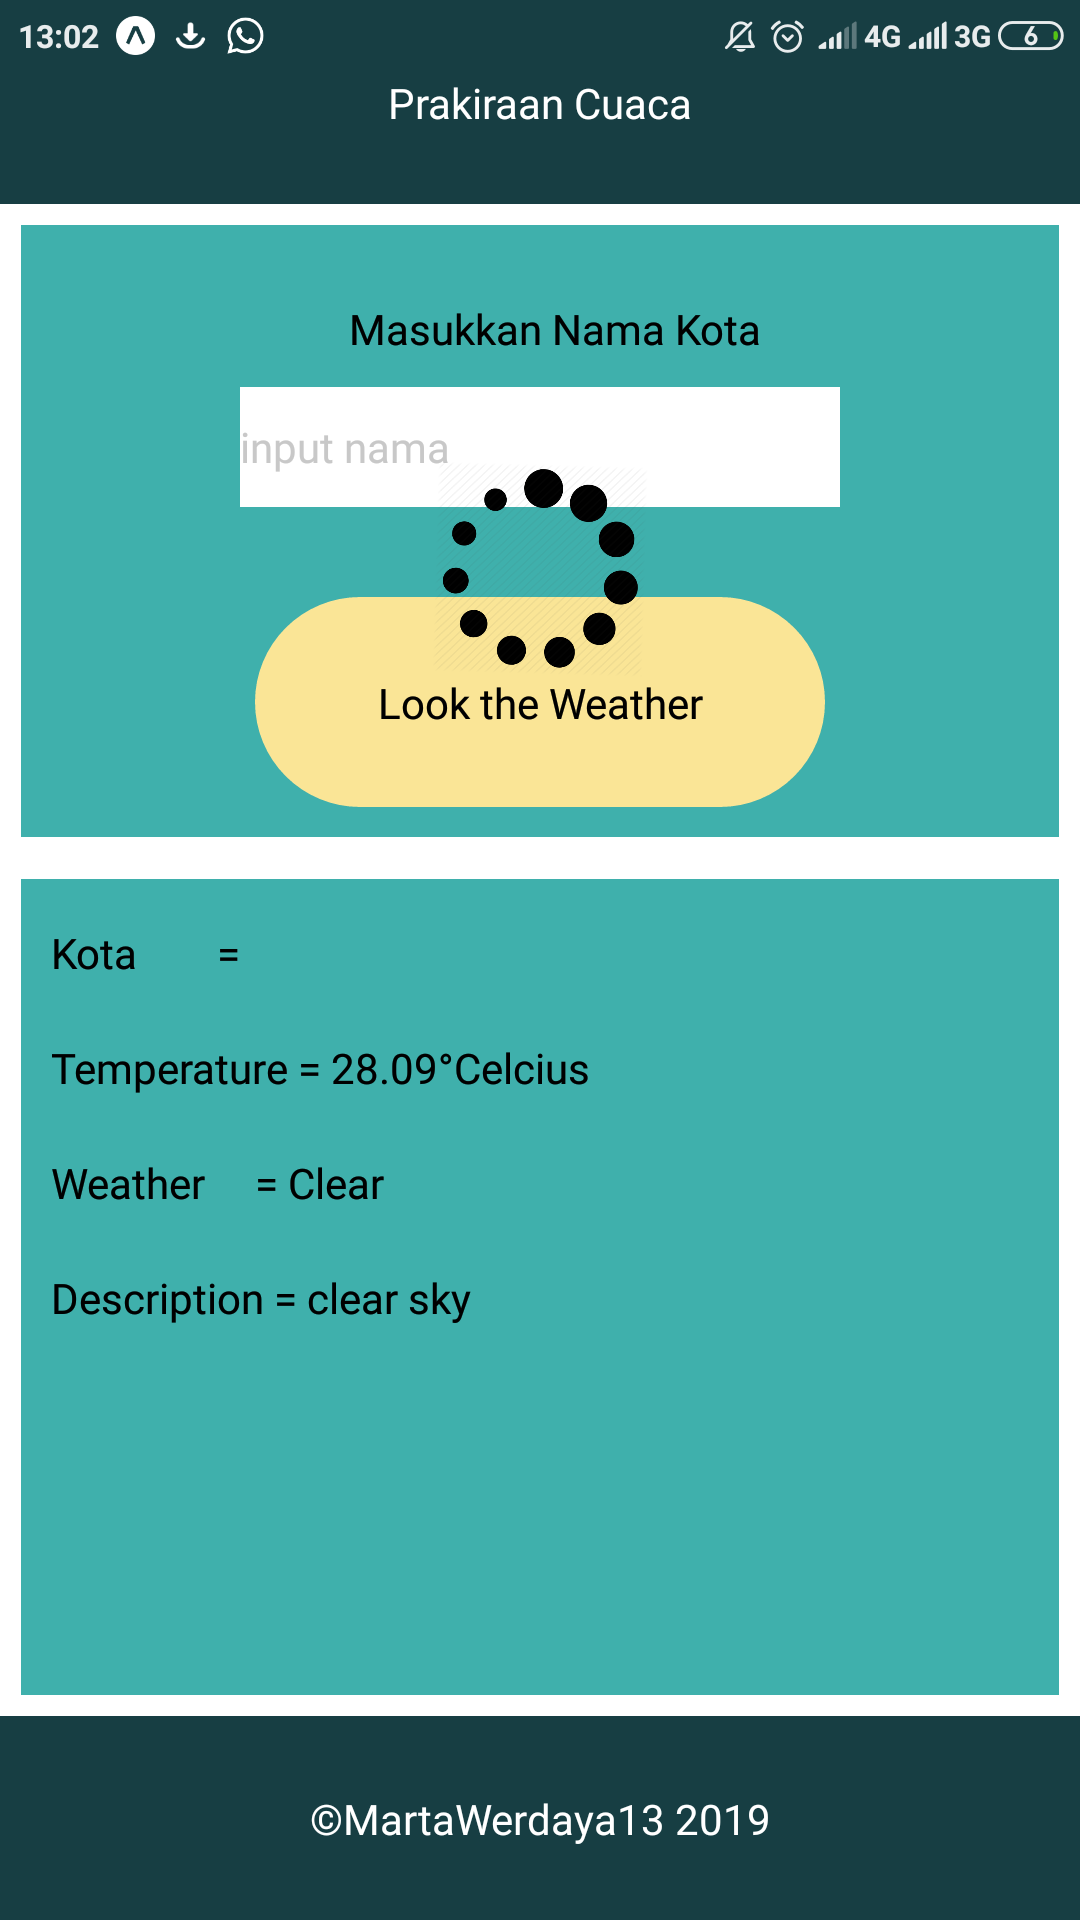 13:02 4G 3G 6
Prakiraan Cuaca
Masukkan Nama Kota
input nama
Look the Weather
Kota =
Temperature = 28.09°Celcius
Weather = Clear
Description = clear sky
©MartaWerdaya13 2019